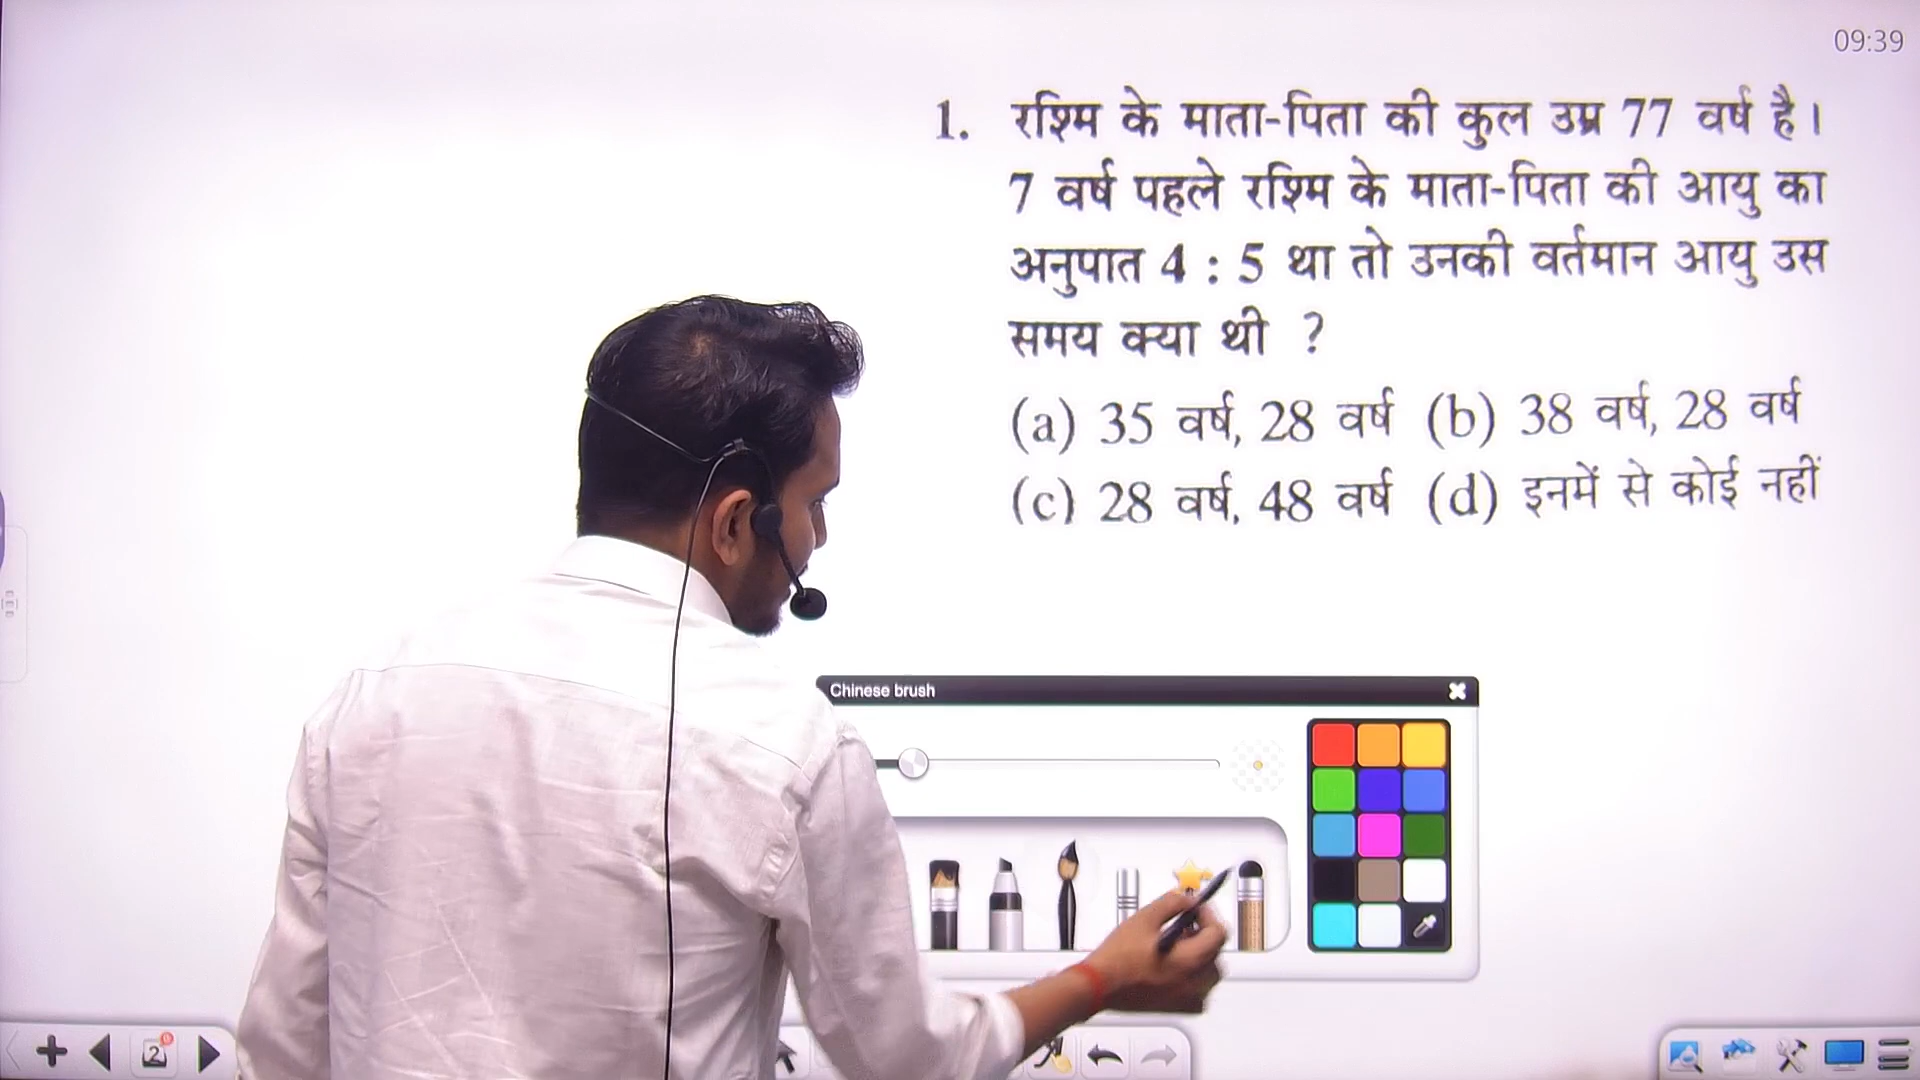 09:39
1. रश्मि के माता-पिता की कुल उम्र 77 वर्ष है।
7 वर्ष पहले रश्मि के माता-पिता की आयु का
अनुपात 4 : 5 था तो उनकी वर्तमान आयु उस
समय क्या थी ?
(a) 35 वर्ष, 28 वर्ष (b) 38 वर्ष, 28 वर्ष
(c) 28 वर्ष, 48 वर्ष (d) इनमें से कोई नहीं
Chinese brush
2